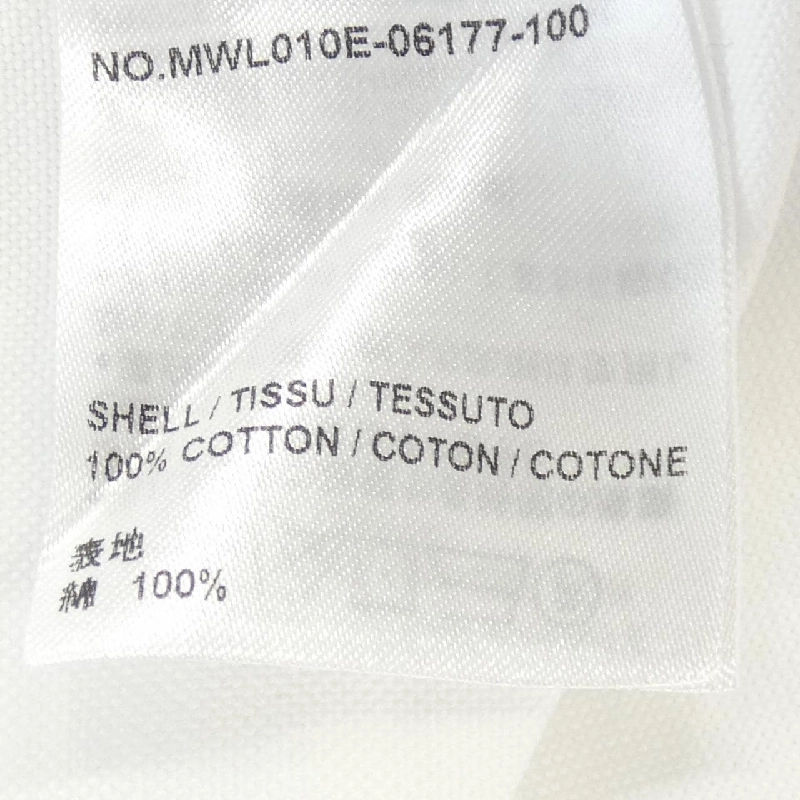 NO.MWL010E-06177-100
SHELL / TISSU / TESSUTO
100% COTTON / COTON / COTONE
表地
綿 100%